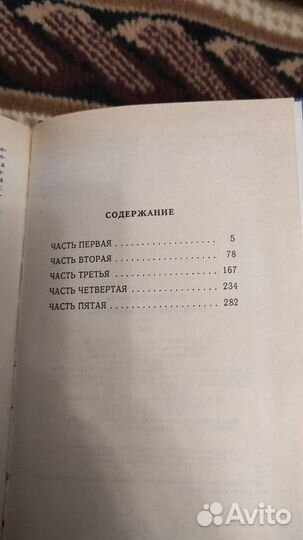 СОДЕРЖАНИЕ
ЧАСТЬ ПЕРВАЯ . . . . . . . . . . . . . . . 5
ЧАСТЬ ВТОРАЯ . . . . . . . . . . . . . . . 78
ЧАСТЬ ТРЕТЬЯ . . . . . . . . . . . . . . . 167
ЧАСТЬ ЧЕТВЕРТАЯ . . . . . . . . . . . . 234
ЧАСТЬ ПЯТАЯ . . . . . . . . . . . . . . . . 282
Avito